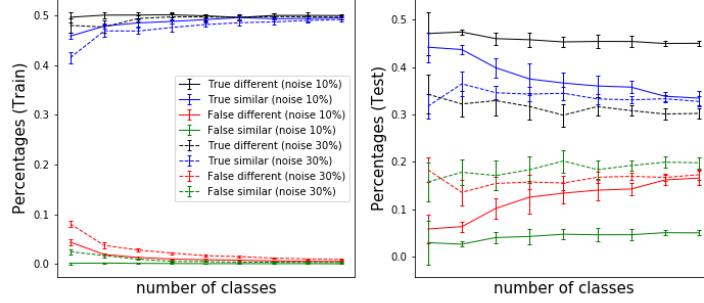 Percentages (Train)
0.5
0.4
0.3
0.2
0.1
0.0
True different (noise 10%)
True similar (noise 10%)
False different (noise 10%)
False similar (noise 10%)
True different (noise 30%)
True similar (noise 30%)
False different (noise 30%)
False similar (noise 30%)
number of classes
Percentages (Test)
0.5
0.4
0.3
0.2
0.1
0.0
number of classes